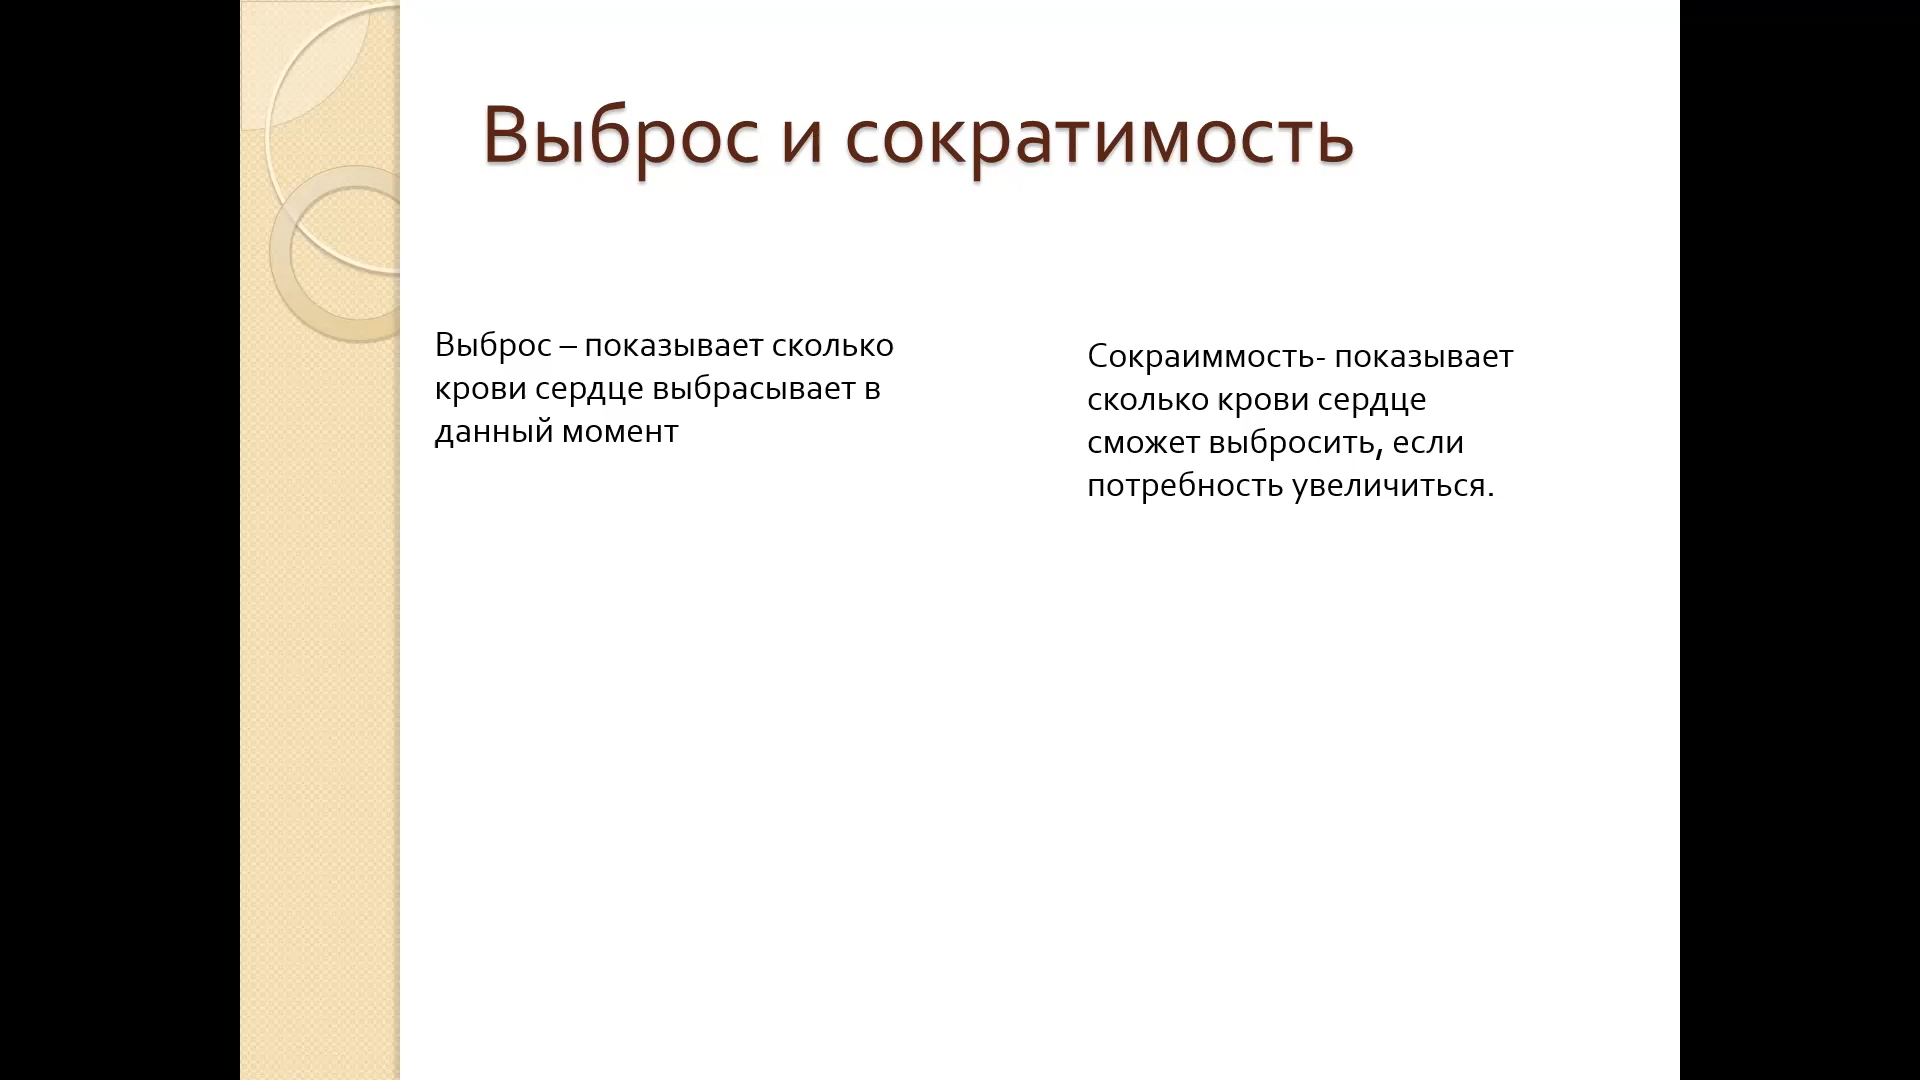 Выброс и сократимость
Выброс – показывает сколько
крови сердце выбрасывает в
данный момент
Сокраиммость- показывает
сколько крови сердце
сможет выбросить, если
потребность увеличиться.